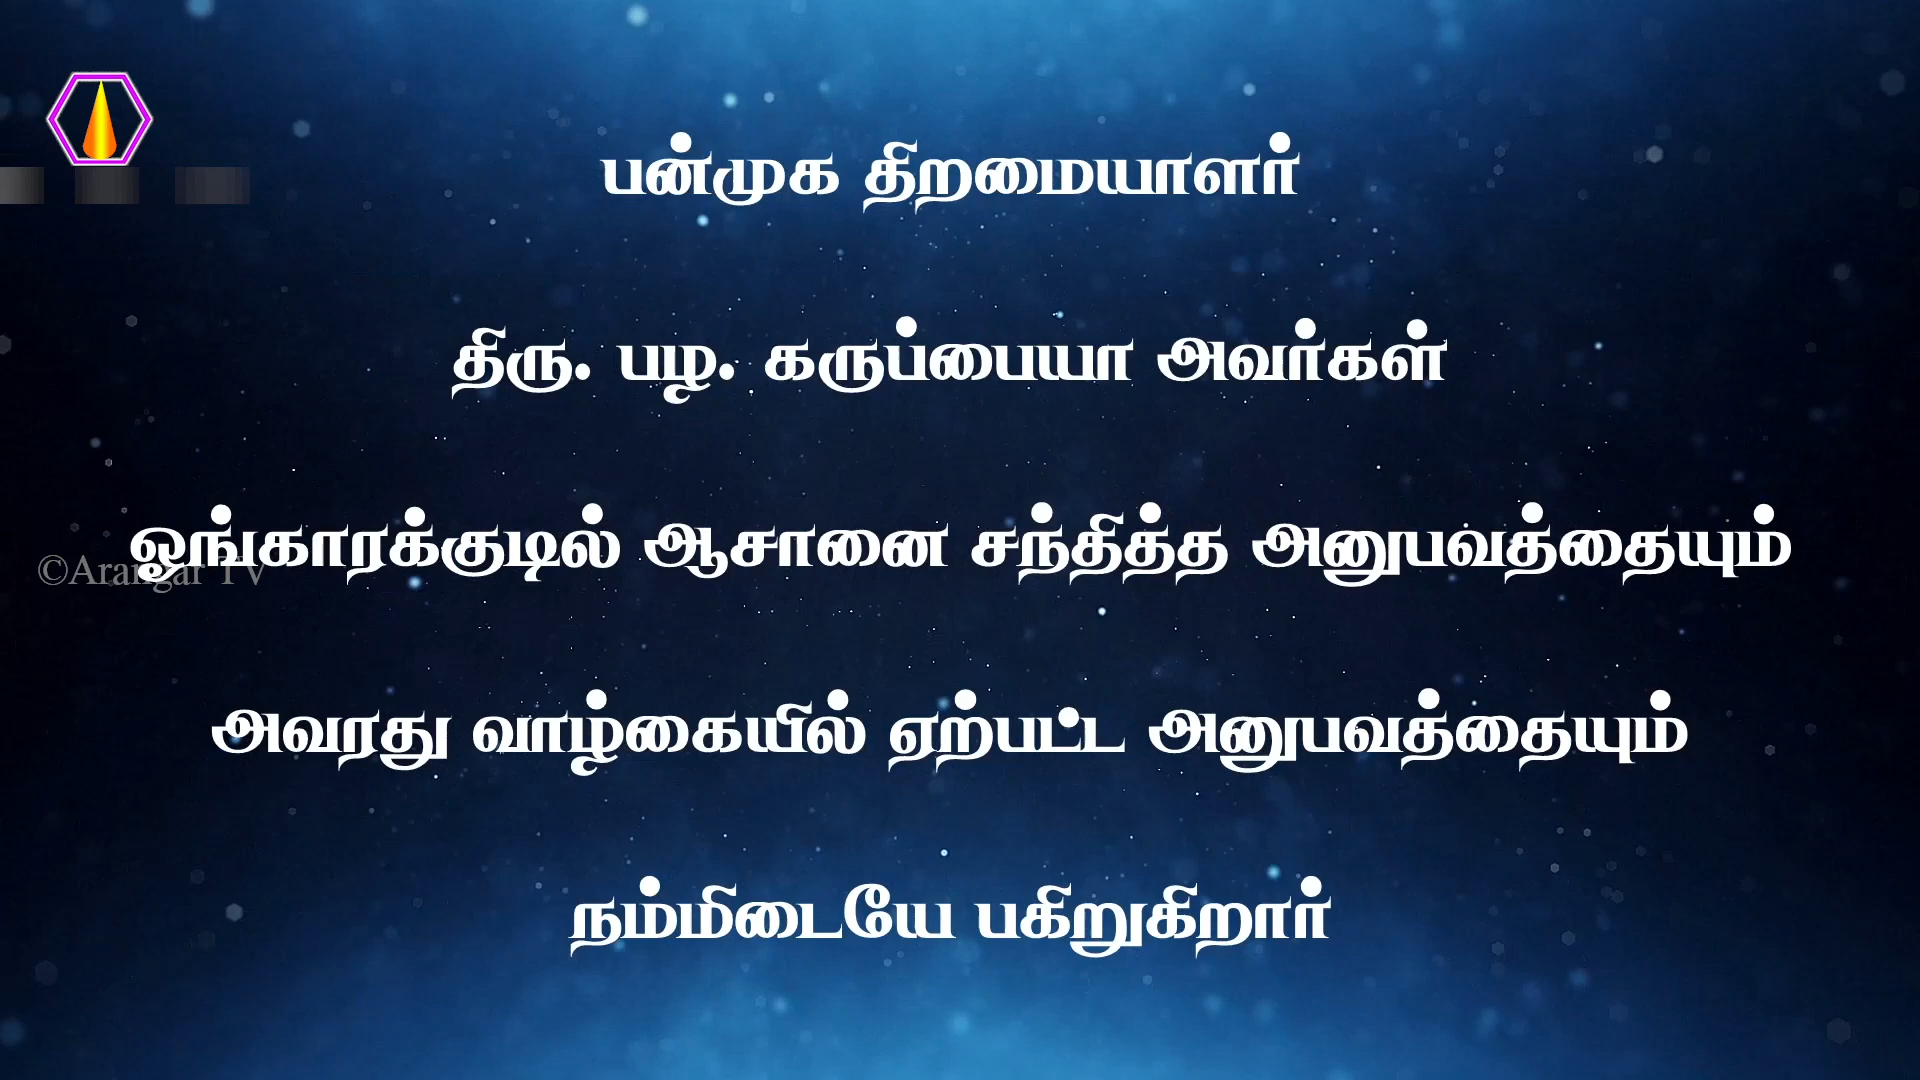 பன்முக திறமையாளர்
திரு. பழ. கருப்பையா அவர்கள்
ஓங்காரக்குடில் ஆசானை சந்தித்த அனுபவத்தையும்
©Arangar TV
அவரது வாழ்கையில் ஏற்பட்ட அனுபவத்தையும்
நம்மிடையே பகிறுகிறார்